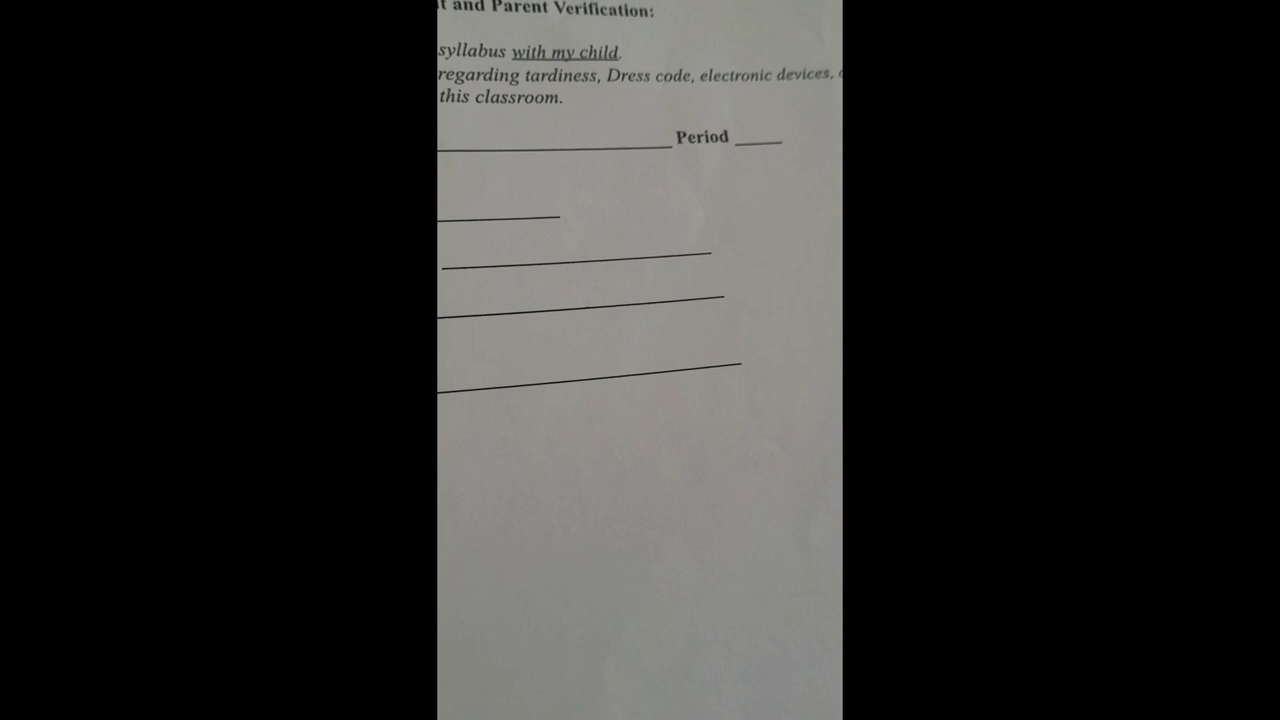 and Parent Verification:
syllabus with my child.
regarding tardiness, Dress code, electronic devices,
this classroom.
Period